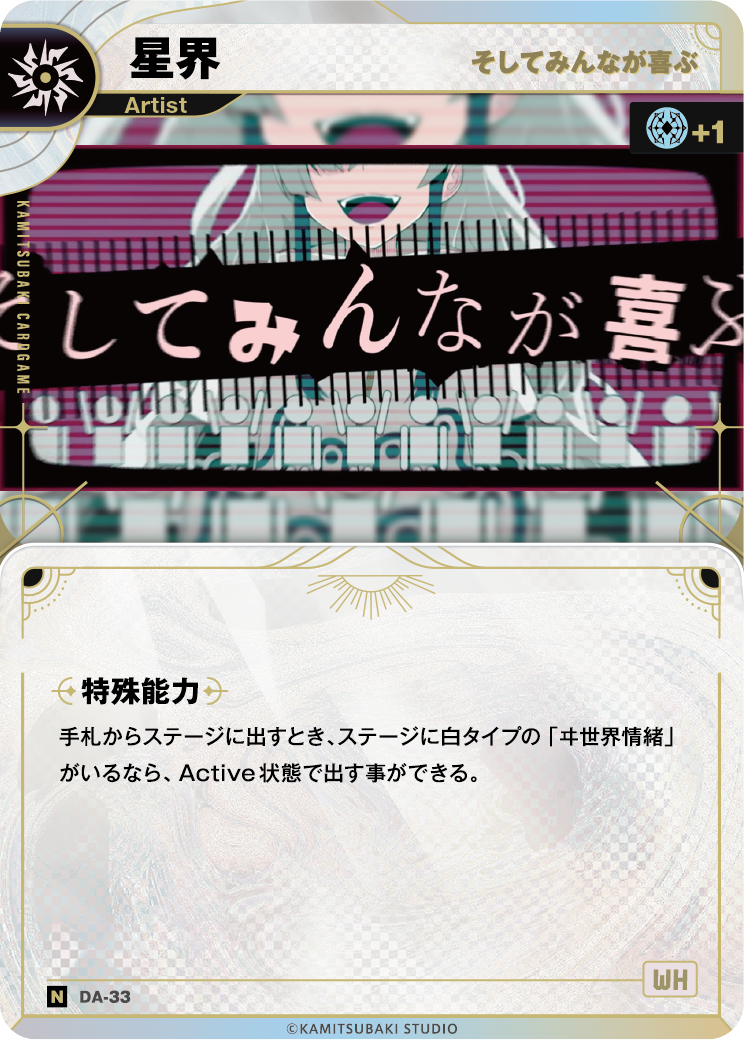 星界
そしてみんなが喜ぶ
Artist
+1
KAMITSUBAKI CARDGAME
そしてみんなが喜ぶ
特殊能力
手札からステージに出すとき、ステージに白タイプの「ヰ世界情緒」
がいるなら、Active状態で出す事ができる。
WH
N DA-33
©KAMITSUBAKI STUDIO